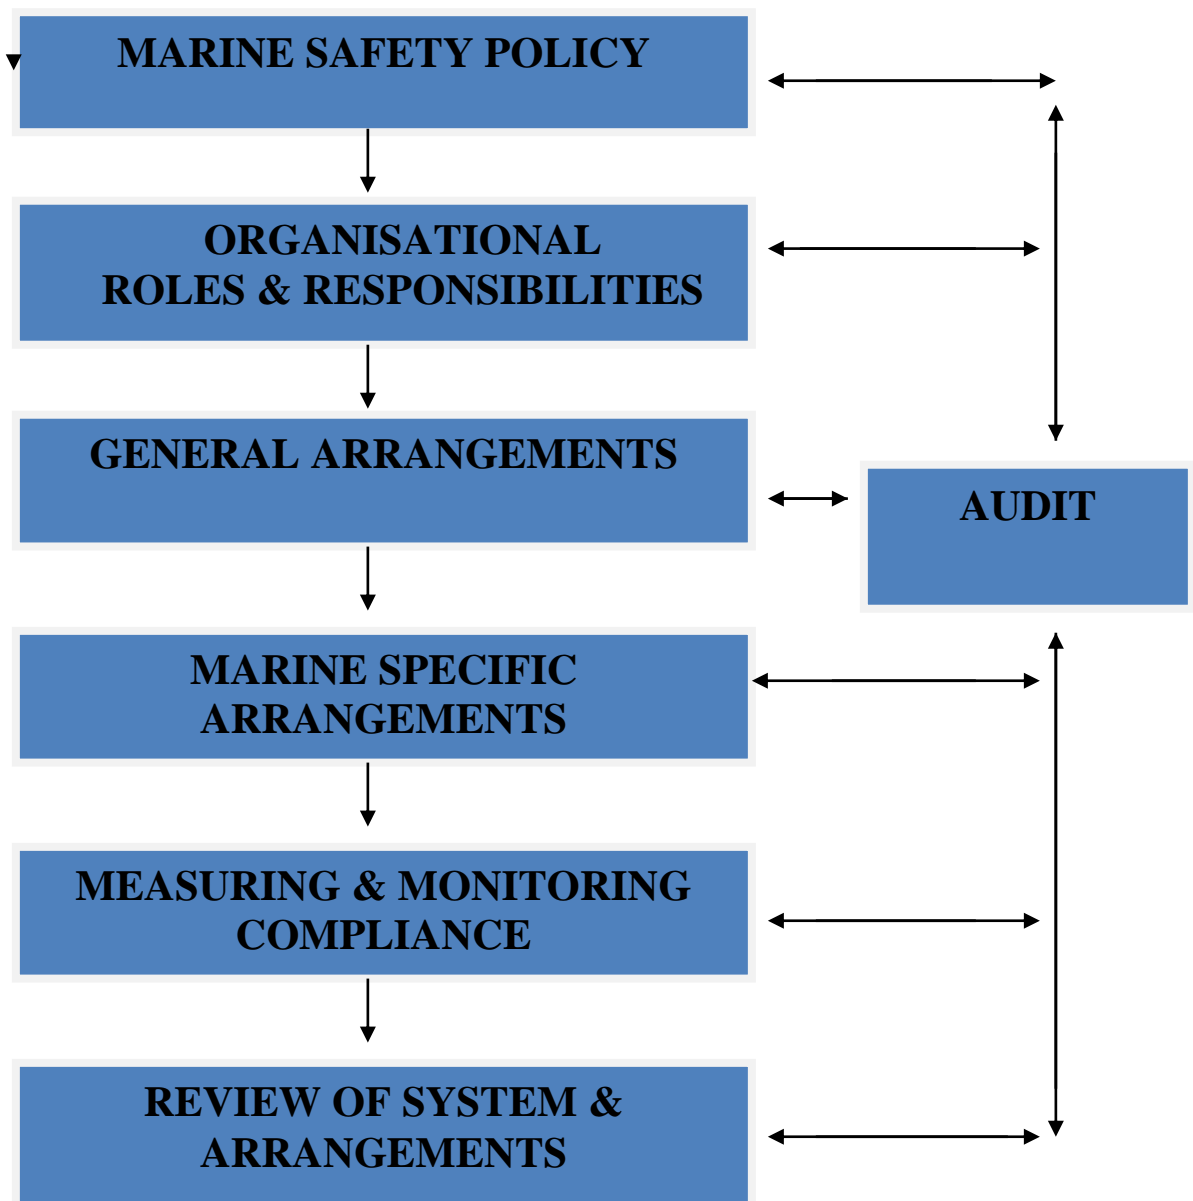 MARINE SAFETY POLICY
ORGANISATIONAL
ROLES & RESPONSIBILITIES
GENERAL ARRANGEMENTS
AUDIT
MARINE SPECIFIC
ARRANGEMENTS
MEASURING & MONITORING
COMPLIANCE
REVIEW OF SYSTEM &
ARRANGEMENTS